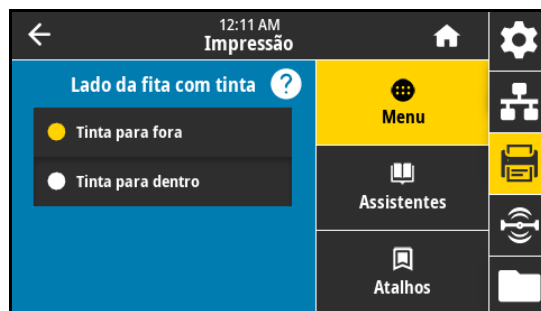 12:11 AM
Impressão
Lado da fita com tinta ?
Tinta para fora
Tinta para dentro
Menu
Assistentes
Atalhos